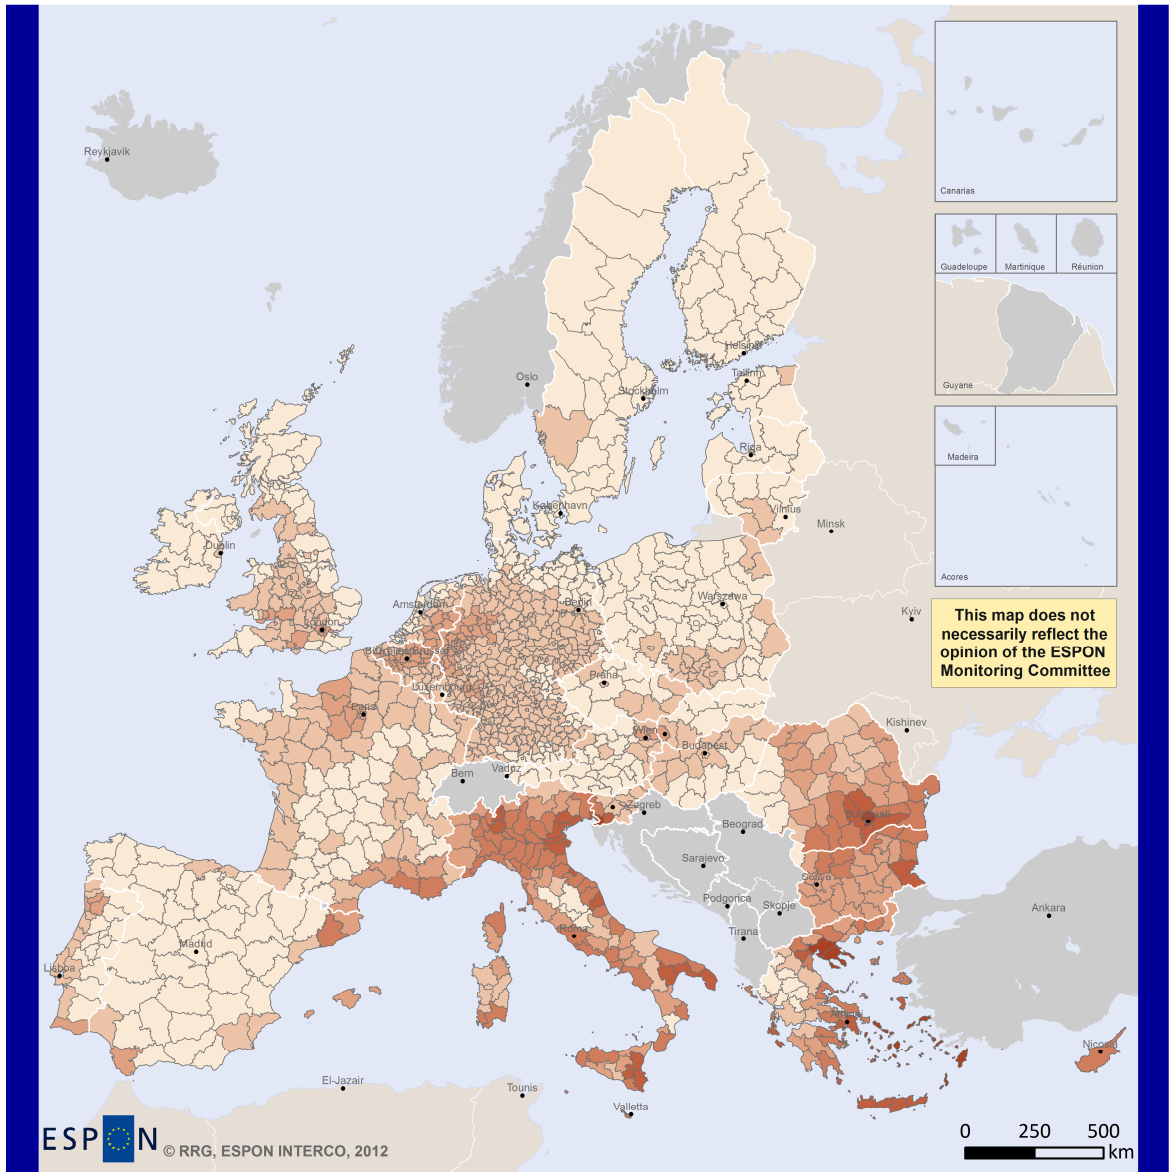 Reykjavik
Canarias
Guadeloupe
Martinique
Réunion
Guyane
Madeira
Acores
Oslo
Helsinki
Tallinn
Stockholm
Riga
København
Vilnius
Minsk
Dublin
Amsterdam
Berlin
Warszawa
London
Kyiv
This map does not
necessarily reflect the
opinion of the ESPON
Monitoring Committee
Praha
Luxembourg
Paris
Wien
Kishinev
Budapest
Bern
Vaduz
Zagreb
Beograd
Sarajevo
Sofiya
Podgorica
Skopje
Ankara
Roma
Tirana
Madrid
Lisboa
Athinai
Nicosia
El-Jazair
Tounis
Valletta
ESPON
© RRG, ESPON INTERCO, 2012
0 250 500
km